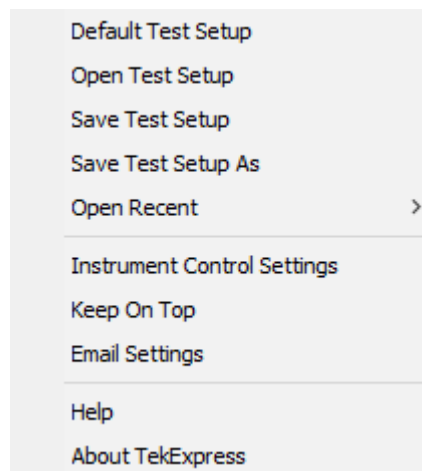 Default Test Setup
Open Test Setup
Save Test Setup
Save Test Setup As
Open Recent
Instrument Control Settings
Keep On Top
Email Settings
Help
About TekExpress